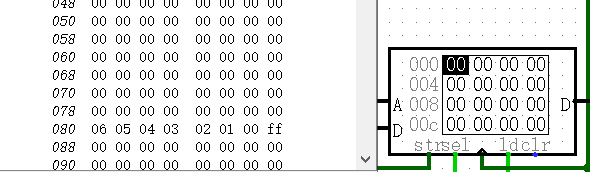 048 00 00 00 00 00 00 00 00
050 00 00 00 00 00 00 00 00
058 00 00 00 00 00 00 00 00
060 00 00 00 00 00 00 00 00
068 00 00 00 00 00 00 00 00
070 00 00 00 00 00 00 00 00
078 00 00 00 00 00 00 00 00
080 06 05 04 03 02 01 00 ff
088 00 00 00 00 00 00 00 00
090 00 00 00 00 00 00 00 00
000 00 00 00 00
004 00 00 00 00
A 008 00 00 00 00 D
D 00c 00 00 00 00
str sel ld clr